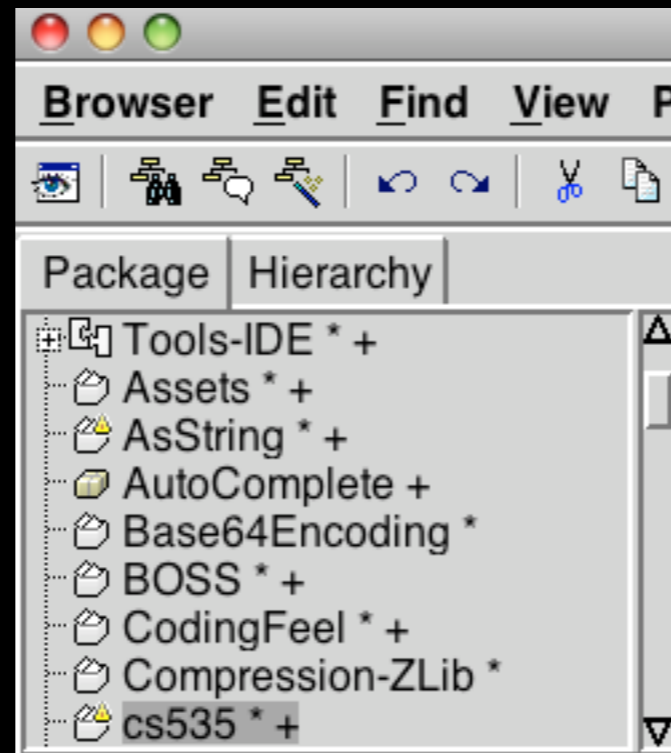 Browser Edit Find View P
Package Hierarchy
Tools-IDE * +
Assets * +
AsString * +
AutoComplete +
Base64Encoding *
BOSS * +
CodingFeel * +
Compression-ZLib *
cs535 * +